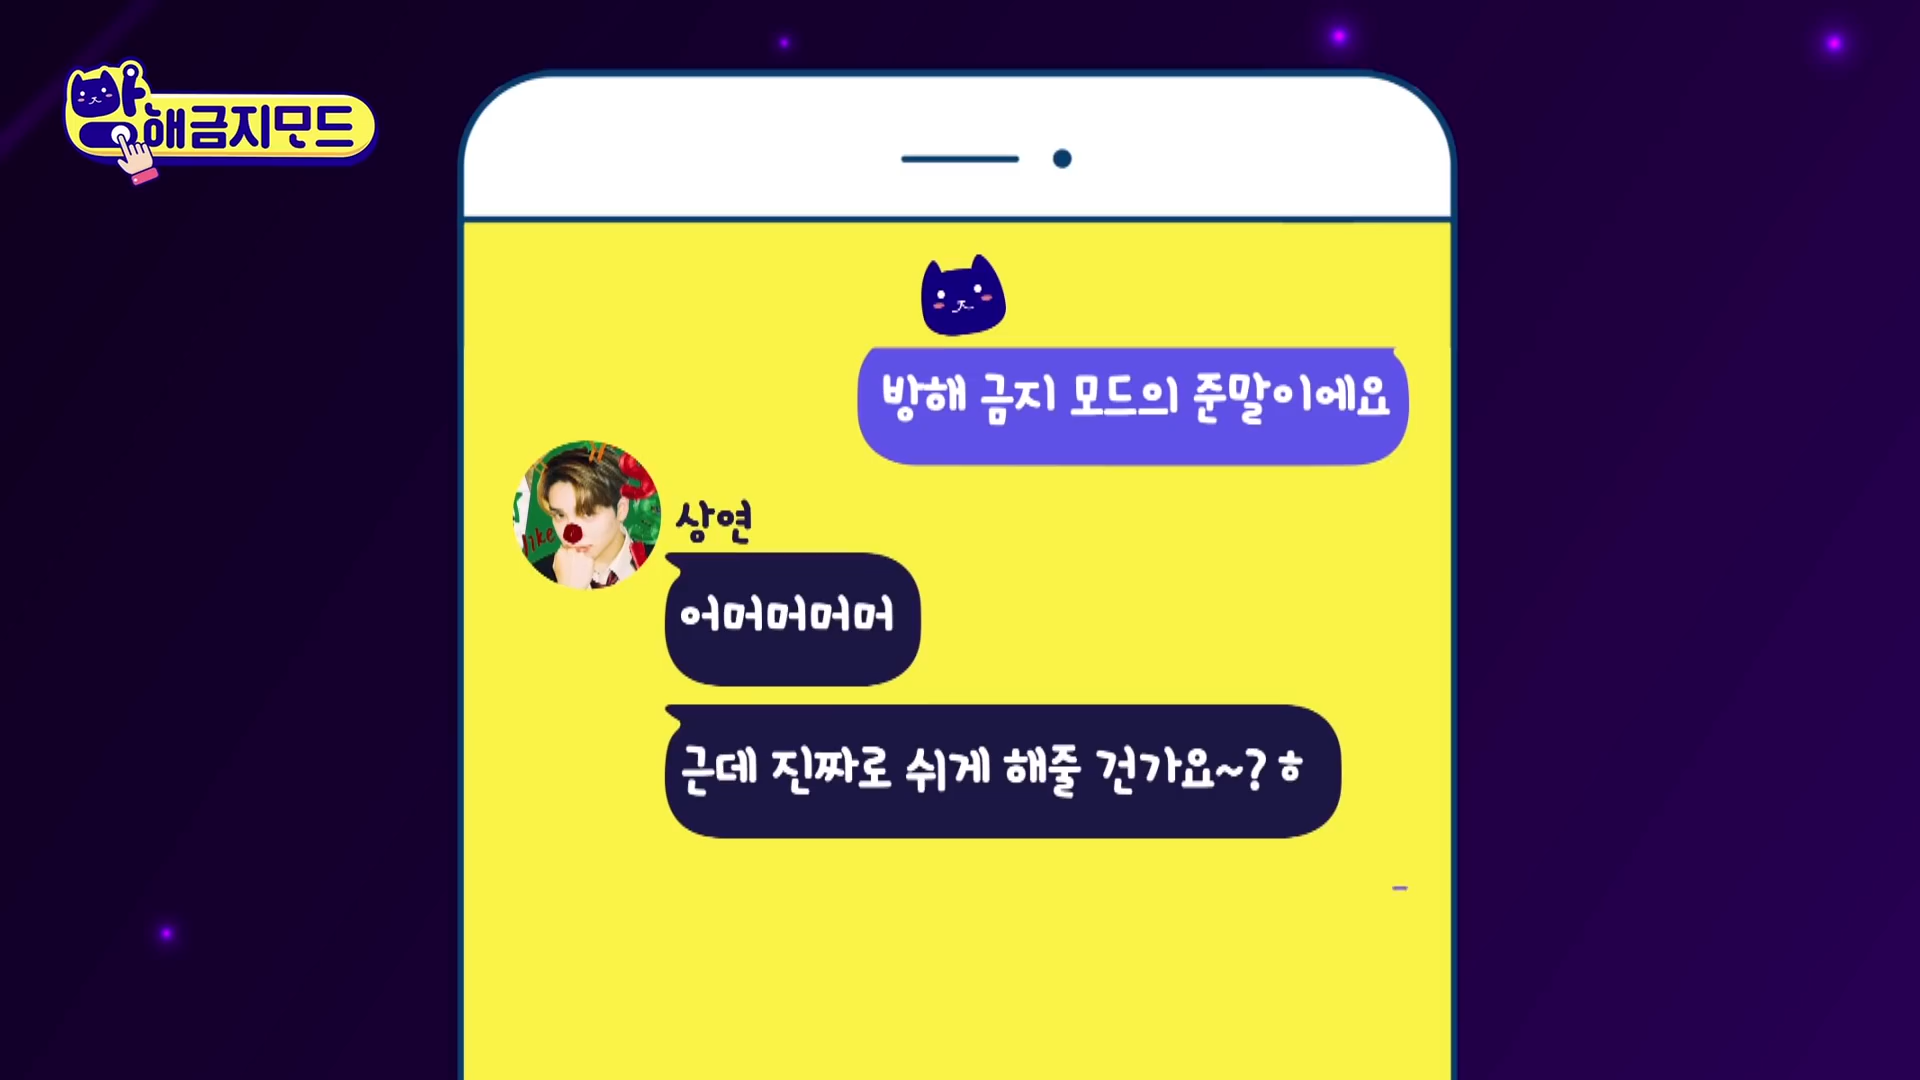 방해금지모드
방해 금지 모드의 준말이에요
like
상연
어머머머머
근데 진짜로 쉬게 해줄 건가요~? ㅎ